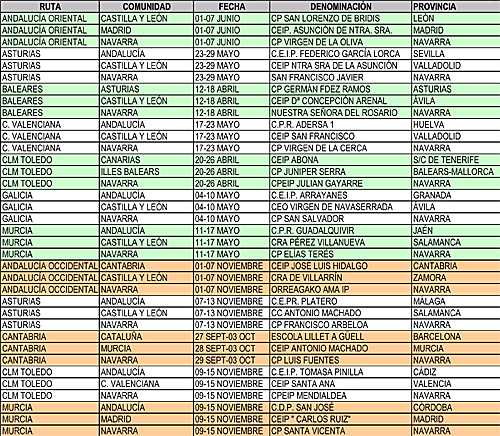 RUTA COMUNIDAD FECHA DENOMINACIÓN PROVINCIA
ANDALUCÍA ORIENTAL CASTILLA Y LEÓN 01-07 JUNIO CP SAN LORENZO DE BRIDIS LEÓN
ANDALUCÍA ORIENTAL MADRID 01-07 JUNIO CEIP. ASUNCIÓN DE NTRA. SRA. MADRID
ANDALUCÍA ORIENTAL NAVARRA 01-07 JUNIO CP VIRGEN DE LA OLIVA NAVARRA
ASTURIAS ANDALUCÍA 23-29 MAYO C.E.I.P. FEDERICO GARCÍA LORCA SEVILLA
ASTURIAS CASTILLA Y LEÓN 23-29 MAYO CEIP NTRA SRA DE LA ASUNCIÓN VALLADOLID
ASTURIAS NAVARRA 23-29 MAYO SAN FRANCISCO JAVIER NAVARRA
BALEARES ASTURIAS 12-18 ABRIL CP GERMÁN FDEZ RAMOS ASTURIAS
BALEARES CASTILLA Y LEÓN 12-18 ABRIL CEIP Dª CONCEPCIÓN ARENAL ÁVILA
BALEARES NAVARRA 12-18 ABRIL NUESTRA SEÑORA DEL ROSARIO NAVARRA
C. VALENCIANA ANDALUCÍA 17-23 MAYO C.P.R. ADERSA 1 HUELVA
C. VALENCIANA CASTILLA Y LEÓN 17-23 MAYO CEIP SAN FRANCISCO VALLADOLID
C. VALENCIANA NAVARRA 17-23 MAYO CP VIRGEN DE LA CERCA NAVARRA
CLM TOLEDO CANARIAS 20-26 ABRIL CEIP ABONA S/C DE TENERIFE
CLM TOLEDO ILLES BALEARS 20-26 ABRIL CP JUNIPER SERRA BALEARS-MALLORCA
CLM TOLEDO NAVARRA 20-26 ABRIL CPEIP JULIAN GAYARRE NAVARRA
GALICIA ANDALUCÍA 04-10 MAYO C.E.I.P. ARRAYANES GRANADA
GALICIA CASTILLA Y LEÓN 04-10 MAYO CEO VIRGEN DE NAVASERRADA ÁVILA
GALICIA NAVARRA 04-10 MAYO CP SAN SALVADOR NAVARRA
MURCIA ANDALUCÍA 11-17 MAYO C.P.R. GUADALQUIVIR JAÉN
MURCIA CASTILLA Y LEÓN 11-17 MAYO CRA PÉREZ VILLANUEVA SALAMANCA
MURCIA NAVARRA 11-17 MAYO CP ELIAS TERÉS NAVARRA
ANDALUCÍA OCCIDENTAL CANTABRIA 01-07 NOVIEMBRE CEIP JOSE LUIS HIDALGO CANTABRIA
ANDALUCÍA OCCIDENTAL CASTILLA Y LEÓN 01-07 NOVIEMBRE CRA DE VILLARRÍN ZAMORA
ANDALUCÍA OCCIDENTAL NAVARRA 01-07 NOVIEMBRE ORREAGAKO AMA IP NAVARRA
ASTURIAS ANDALUCÍA 07-13 NOVIEMBRE C.E.PR. PLATERO MÁLAGA
ASTURIAS CASTILLA Y LEÓN 07-13 NOVIEMBRE CC ANTONIO MACHADO SALAMANCA
ASTURIAS NAVARRA 07-13 NOVIEMBRE CP FRANCISCO ARBELOA NAVARRA
CANTABRIA CATALUÑA 27 SEPT-03 OCT ESCOLA LILLET A GÜELL BARCELONA
CANTABRIA MURCIA 28 SEPT-03 OCT CEIP ANTONIO MACHADO MURCIA
CANTABRIA NAVARRA 29 SEPT-03 OCT CP LUIS FUENTES NAVARRA
CLM TOLEDO ANDALUCÍA 09-15 NOVIEMBRE C.E.I.P. TOMASA PINILLA CÁDIZ
CLM TOLEDO C. VALENCIANA 09-15 NOVIEMBRE CEIP SANTA ANA VALENCIA
CLM TOLEDO NAVARRA 09-15 NOVIEMBRE CPEIP MENDIALDEA NAVARRA
MURCIA ANDALUCÍA 09-15 NOVIEMBRE C.D.P. SAN JOSÉ CÓRDOBA
MURCIA MADRID 09-15 NOVIEMBRE CEIP " CARLOS RUIZ" MADRID
MURCIA NAVARRA 09-15 NOVIEMBRE CP SANTA VICENTA NAVARRA